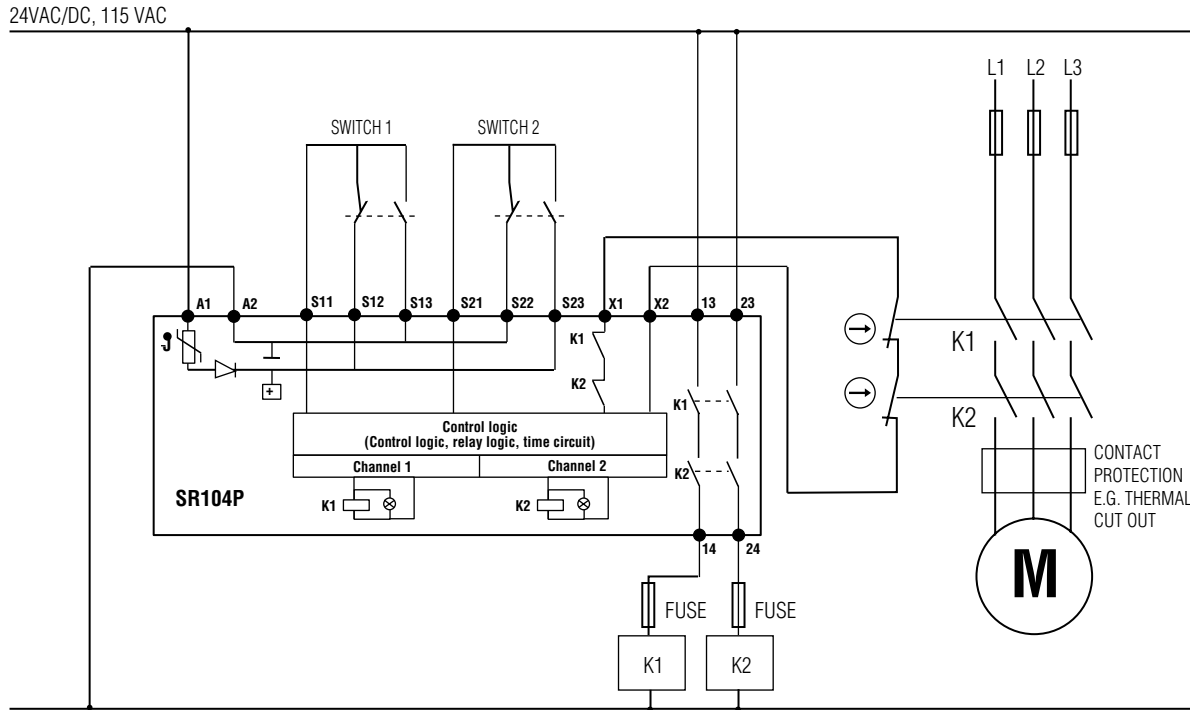 24VAC/DC, 115 VAC
L1 L2 L3
SWITCH 1 SWITCH 2
A1 A2 S11 S12 S13 S21 S22 S23 X1 X2 13 23
K1
K1
K2
K1
K2
+
Control logic
(Control logic, relay logic, time circuit)
Channel 1 Channel 2
K2
SR104P
K1 K2
CONTACT
PROTECTION
E.G. THERMAL
CUT OUT
14 24
M
FUSE FUSE
K1 K2